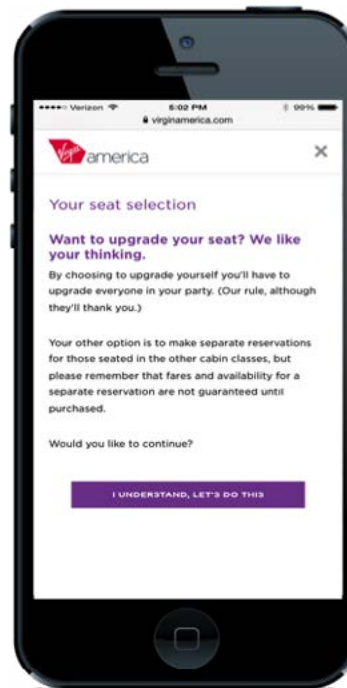 Verizon 5:02 PM 99%
virginamerica.com
Virgin america ×
Your seat selection
Want to upgrade your seat? We like
your thinking.
By choosing to upgrade yourself you'll have to
upgrade everyone in your party. (Our rule, although
they'll thank you.)
Your other option is to make separate reservations
for those seated in the other cabin classes, but
please remember that fares and availability for a
separate reservation are not guaranteed until
purchased.
Would you like to continue?
I UNDERSTAND, LET'S DO THIS